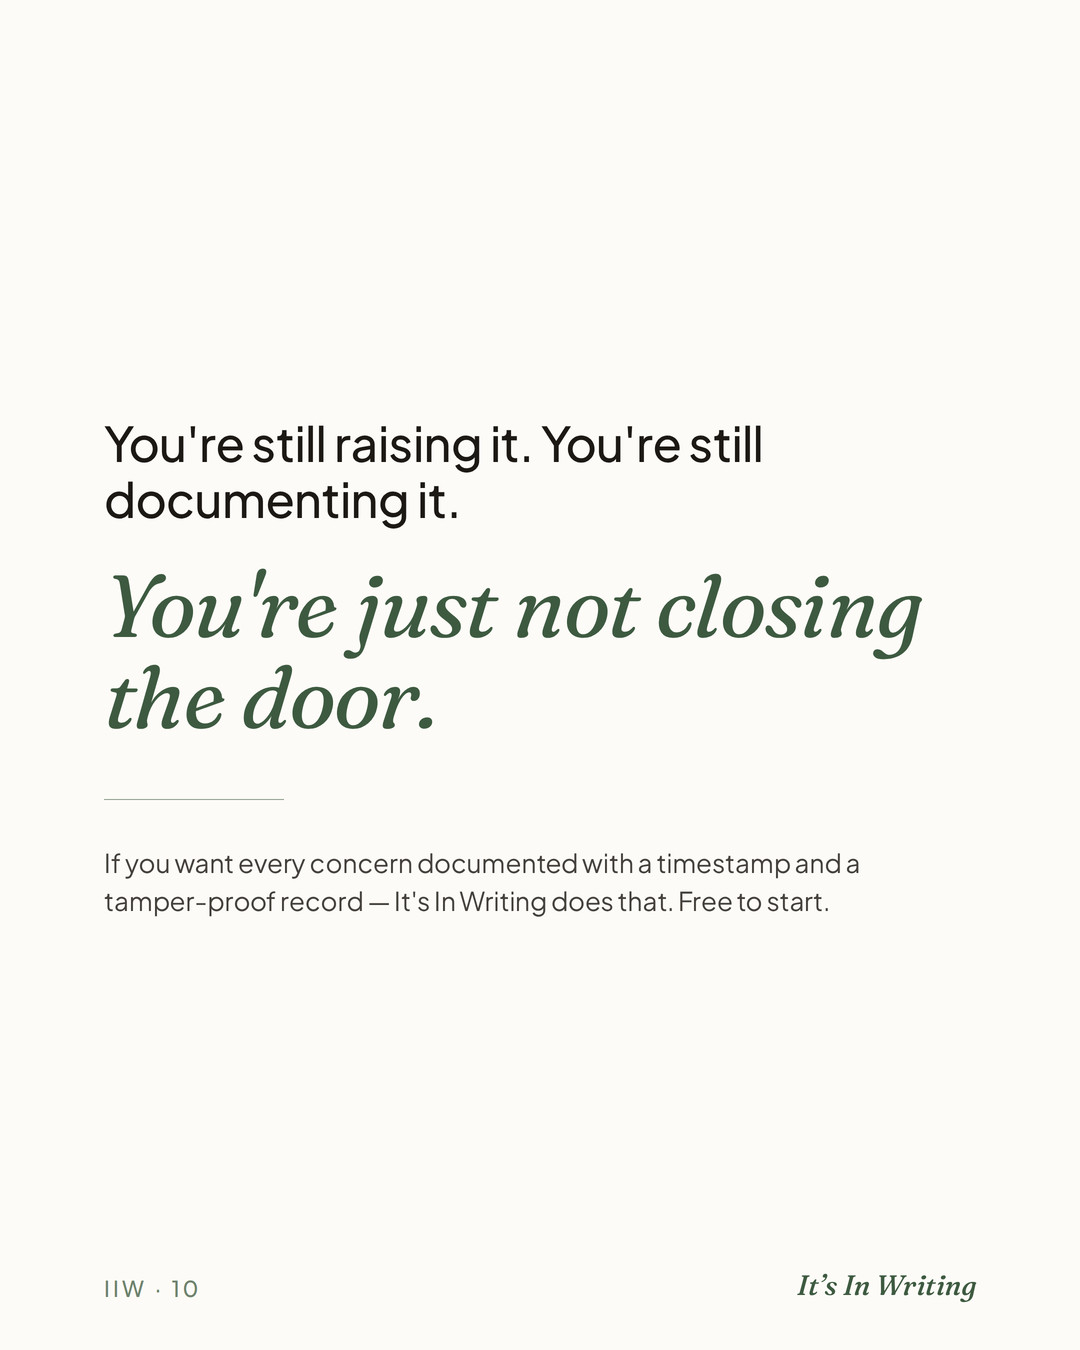 You're still raising it. You're still
documenting it.
You're just not closing
the door.
If you want every concern documented with a timestamp and a
tamper-proof record — It's In Writing does that. Free to start.
IIW · 10
It’s In Writing